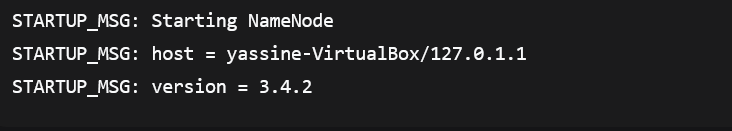 STARTUP_MSG: Starting NameNode
STARTUP_MSG: host = yassine-VirtualBox/127.0.1.1
STARTUP_MSG: version = 3.4.2